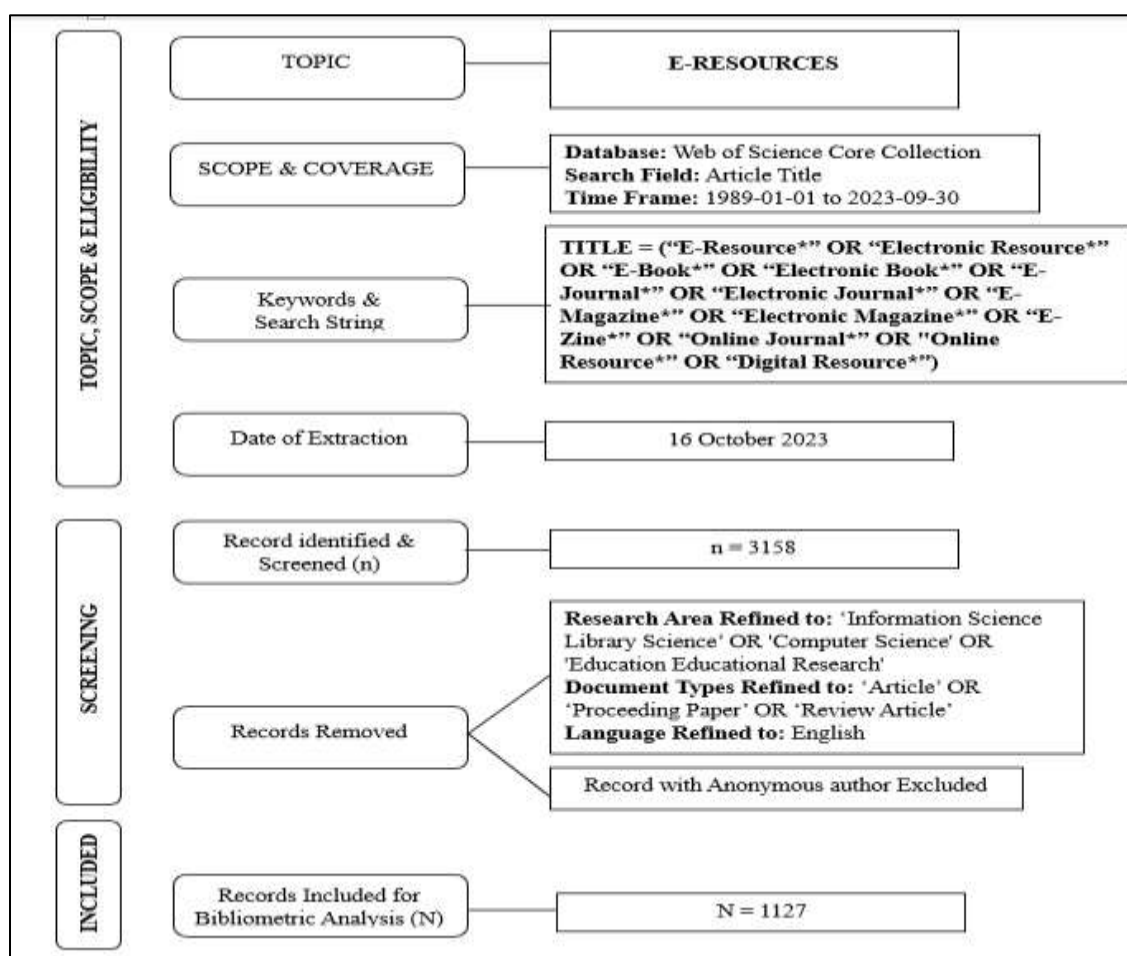 TOPIC, SCOPE & ELIGIBILITY
TOPIC
E-RESOURCES
SCOPE & COVERAGE
Database: Web of Science Core Collection
Search Field: Article Title
Time Frame: 1989-01-01 to 2023-09-30
Keywords &
Search String
TITLE = (“E-Resource*” OR “Electronic Resource*”
OR “E-Book*” OR “Electronic Book*” OR “E-
Journal*” OR “Electronic Journal*” OR “E-
Magazine*” OR “Electronic Magazine*” OR “E-
Zine*” OR “Online Journal*” OR "Online
Resource*” OR “Digital Resource*”)
Date of Extraction
16 October 2023
SCREENING
Record identified &
Screened (n)
n = 3158
Records Removed
Research Area Refined to: ‘Information Science
Library Science’ OR 'Computer Science' OR
'Education Educational Research'
Document Types Refined to: ‘Article’ OR
‘Proceeding Paper’ OR ‘Review Article’
Language Refined to: English
Record with Anonymous author Excluded
INCLUDED
Records Included for
Bibliometric Analysis (N)
N = 1127